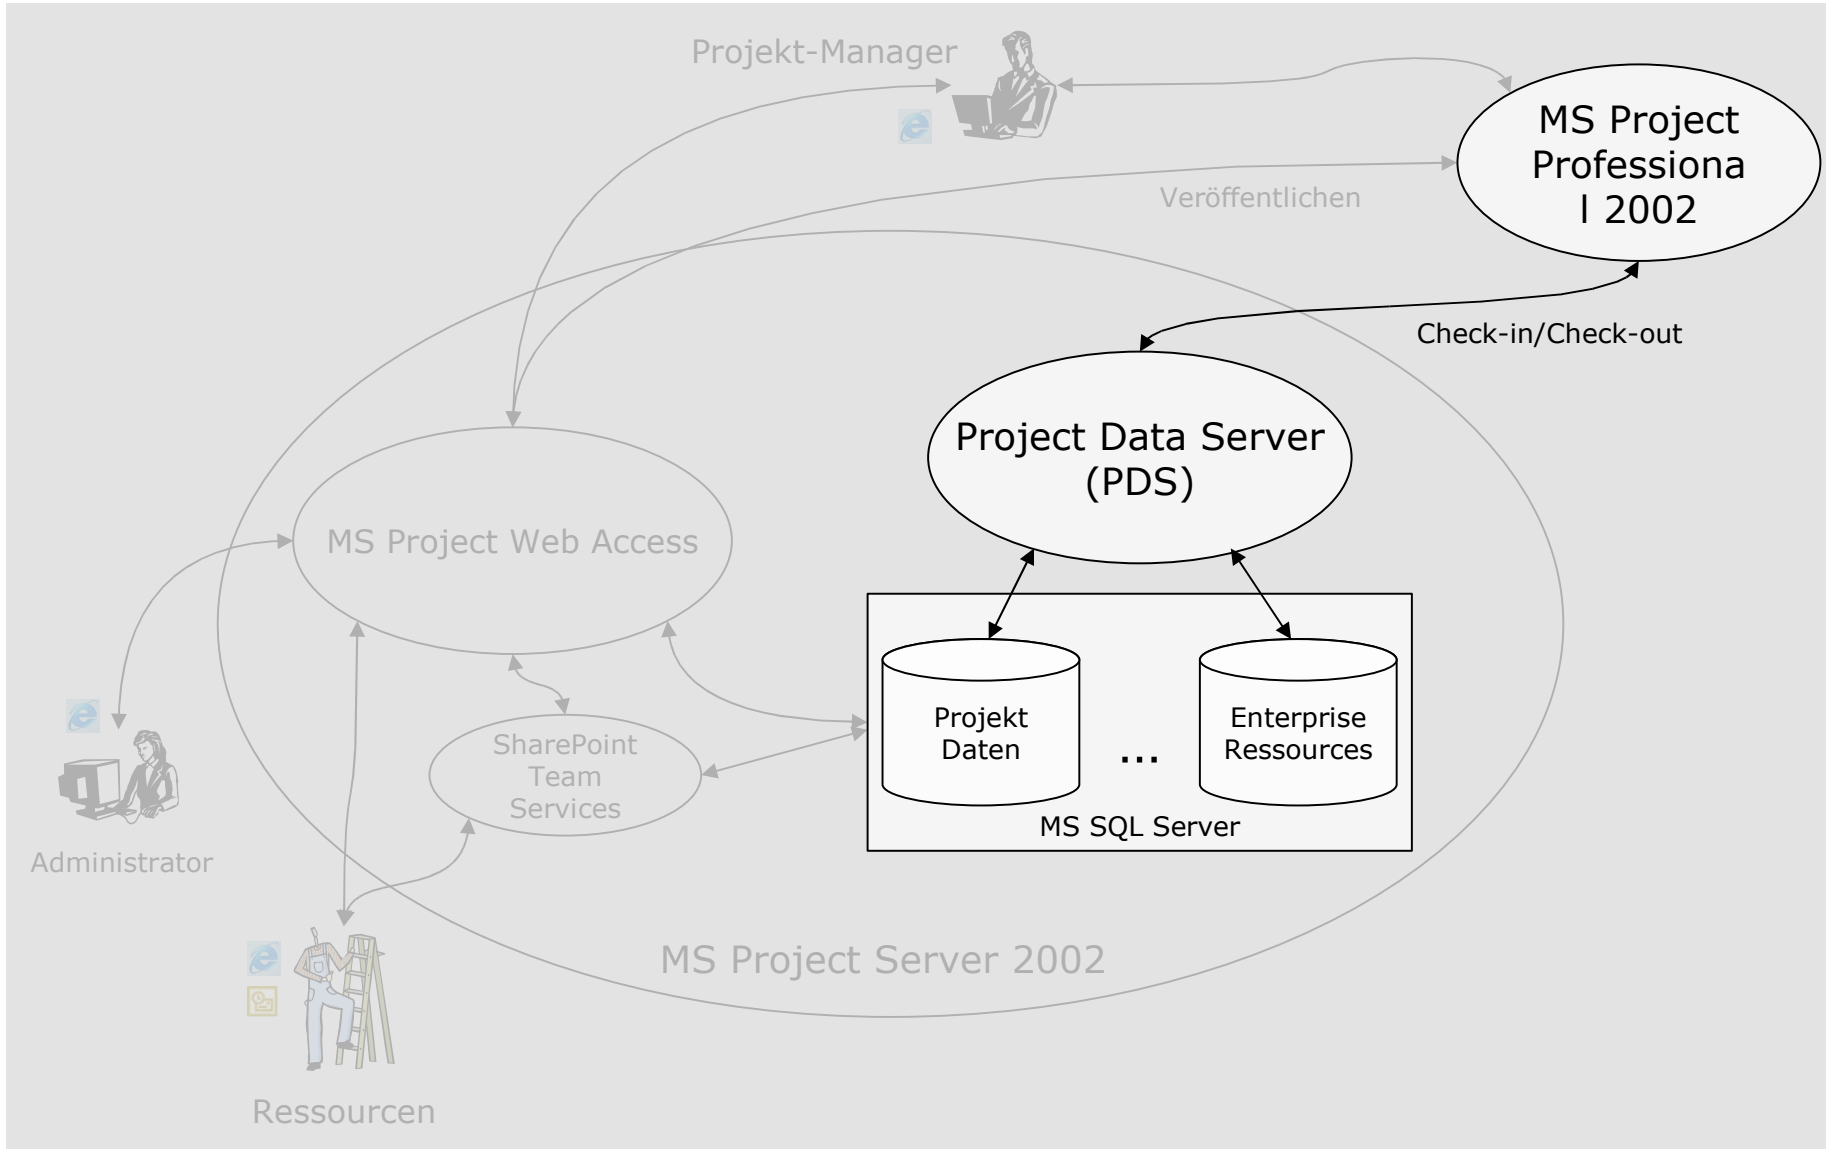 Projekt-Manager
MS Project
Professiona
l 2002
Veröffentlichen
Check-in/Check-out
Project Data Server
(PDS)
MS Project Web Access
Projekt
Daten
...
Enterprise
Ressources
SharePoint
Team
Services
MS SQL Server
Administrator
MS Project Server 2002
Ressourcen